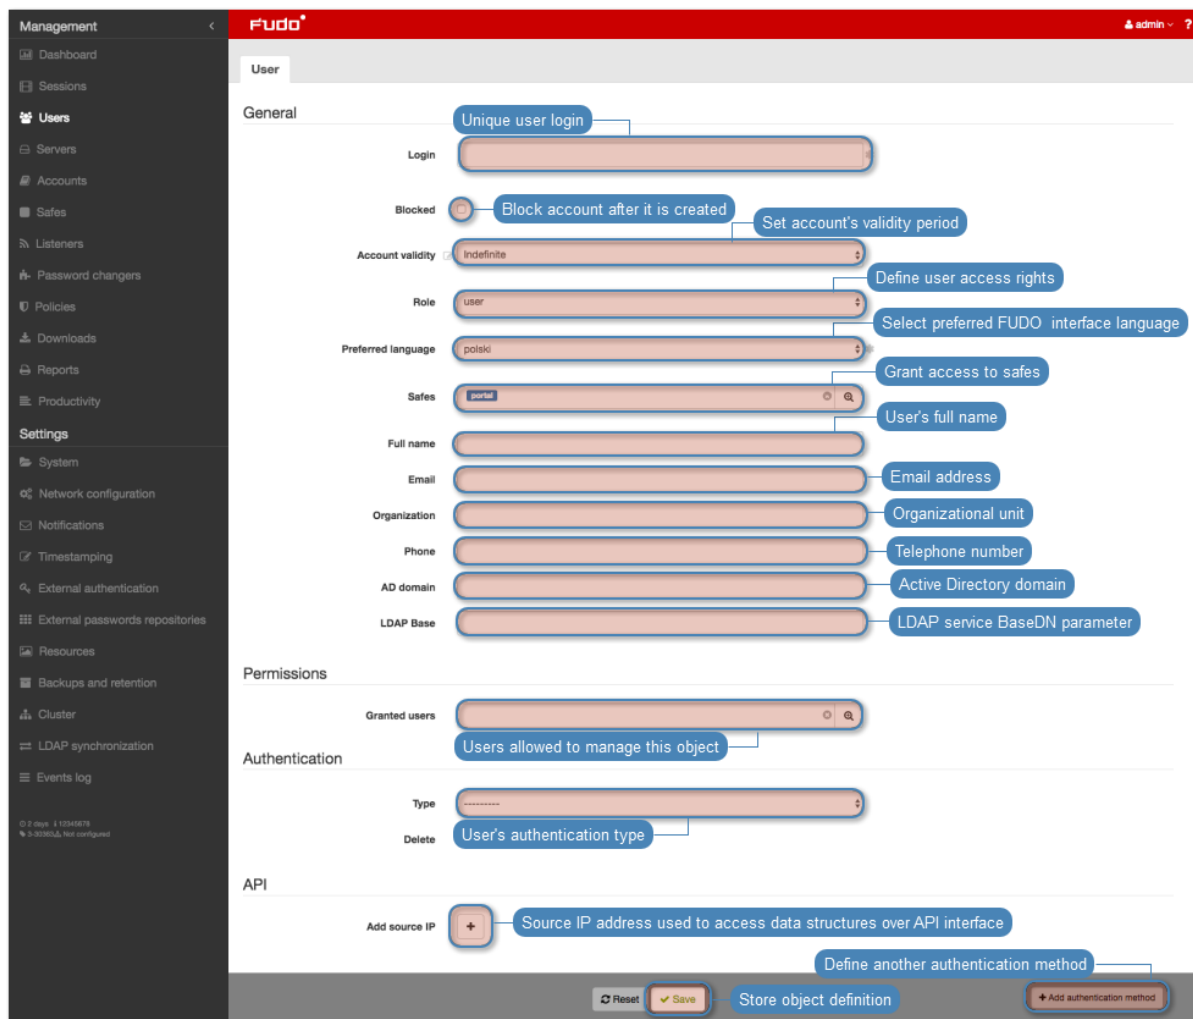 Management
Dashboard
Sessions
Users
Servers
Accounts
Safes
Listeners
Password changers
Policies
Downloads
Reports
Productivity
Settings
System
Network configuration
Notifications
Timestamping
External authentication
External passwords repositories
Resources
Backups and retention
Cluster
LDAP synchronization
Events log
2 days 12345678
3-30363 Not configured
FUDO
admin ?
User
General
Unique user login
Login
Blocked Block account after it is created
Set account's validity period
Account validity Indefinite
Define user access rights
Role user
Select preferred FUDO interface language
Preferred language polski
Grant access to safes
Safes portal
User's full name
Full name
Email Email address
Organization Organizational unit
Phone Telephone number
AD domain Active Directory domain
LDAP Base LDAP service BaseDN parameter
Permissions
Granted users
Users allowed to manage this object
Authentication
Type ---------
User's authentication type
Delete
API
Add source IP + Source IP address used to access data structures over API interface
Define another authentication method
Reset Save Store object definition + Add authentication method